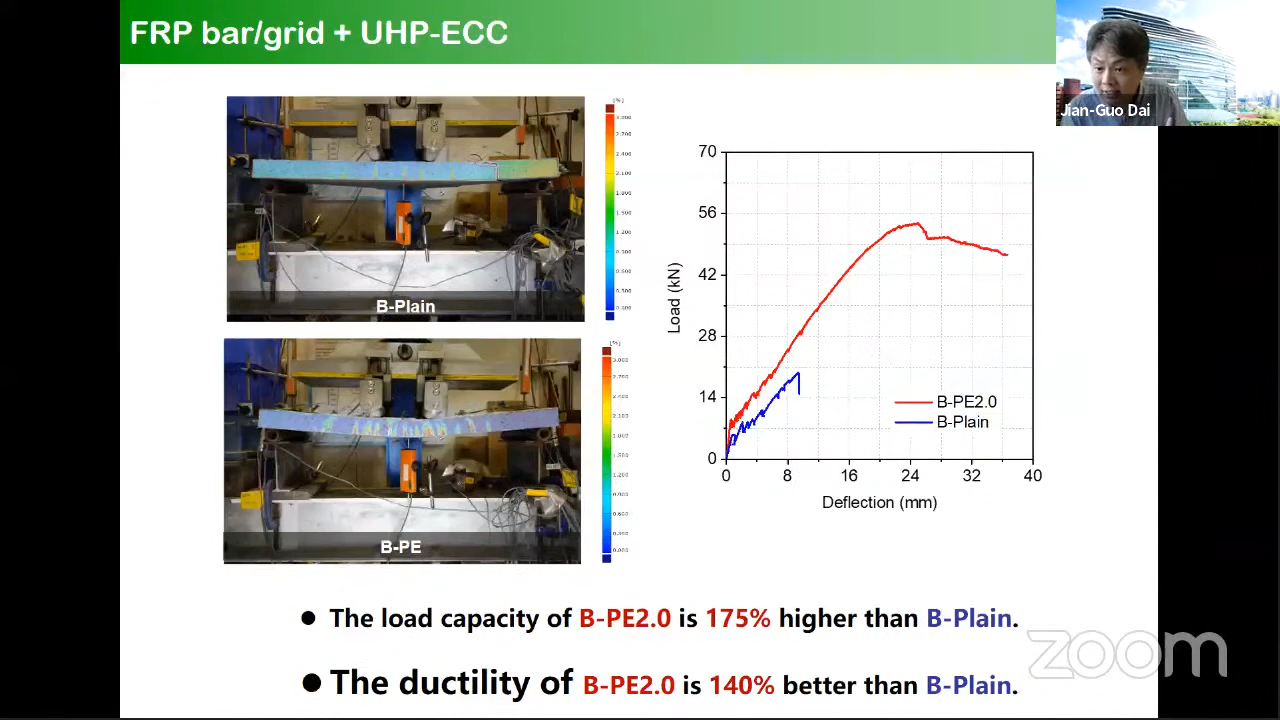 FRP bar/grid + UHP-ECC
Jian-Guo Dai
B-Plain
B-PE
70
56
42
28
14
0
0 8 16 24 32 40
Load (kN)
Deflection (mm)
B-PE2.0
B-Plain
● The load capacity of B-PE2.0 is 175% higher than B-Plain.
● The ductility of B-PE2.0 is 140% better than B-Plain.
zoom